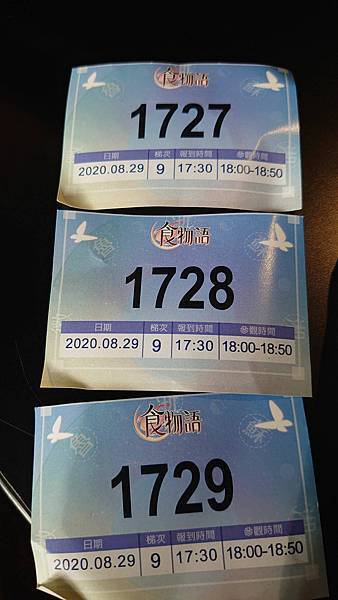 食物語
1727
日期 梯次 報到時間 參觀時間
2020.08.29 9 17:30 18:00-18:50
食物語
1728
日期 梯次 報到時間 參觀時間
2020.08.29 9 17:30 18:00-18:50
食物語
1729
日期 梯次 報到時間 參觀時間
2020.08.29 9 17:30 18:00-18:50